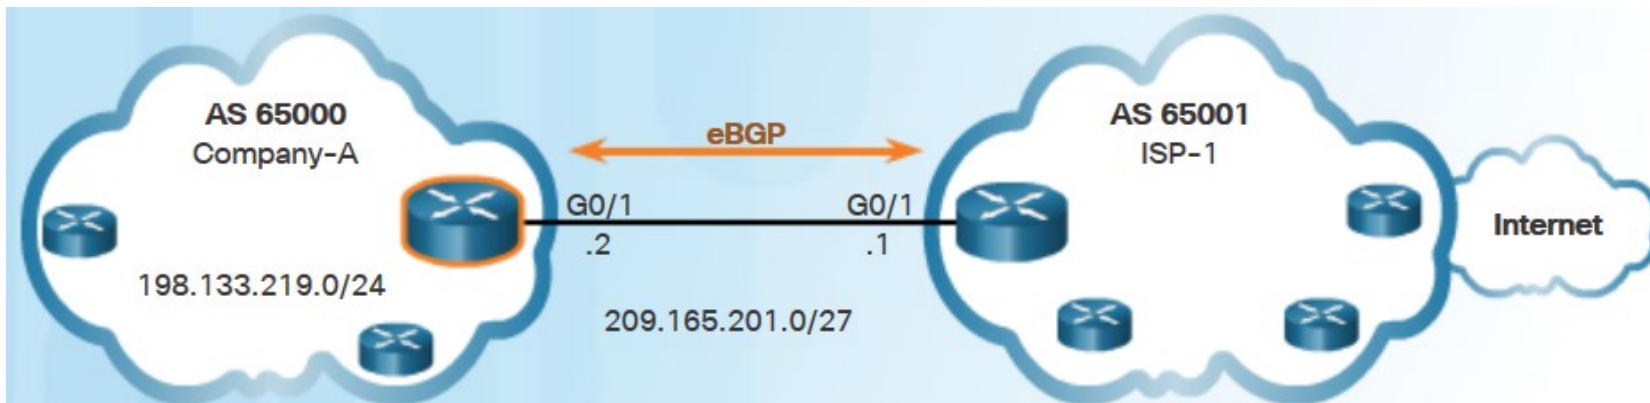 AS 65000
Company-A
198.133.219.0/24
eBGP
G0/1
.2
G0/1
.1
209.165.201.0/27
AS 65001
ISP-1
Internet